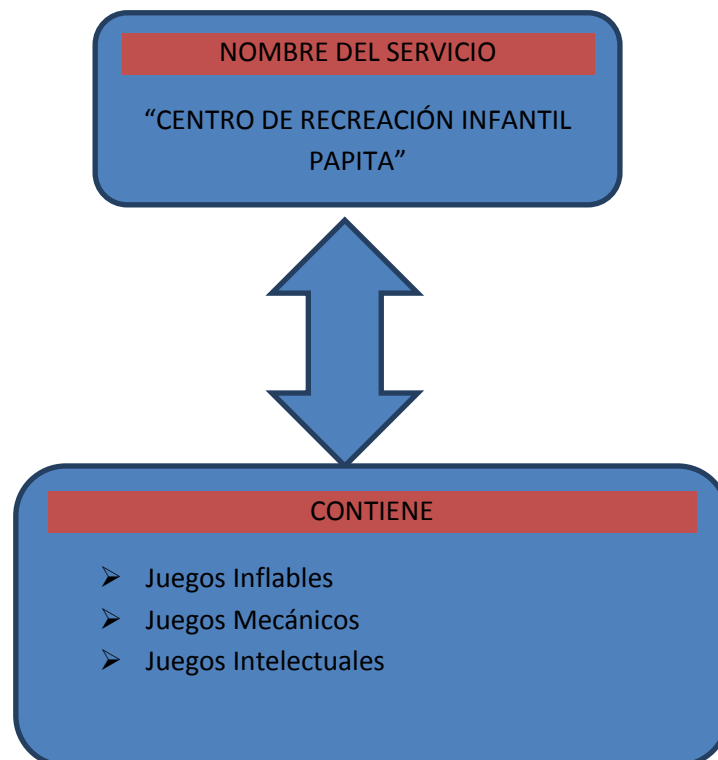 NOMBRE DEL SERVICIO
“CENTRO DE RECREACIÓN INFANTIL
PAPITA”
CONTIENE
➢ Juegos Inflables
➢ Juegos Mecánicos
➢ Juegos Intelectuales